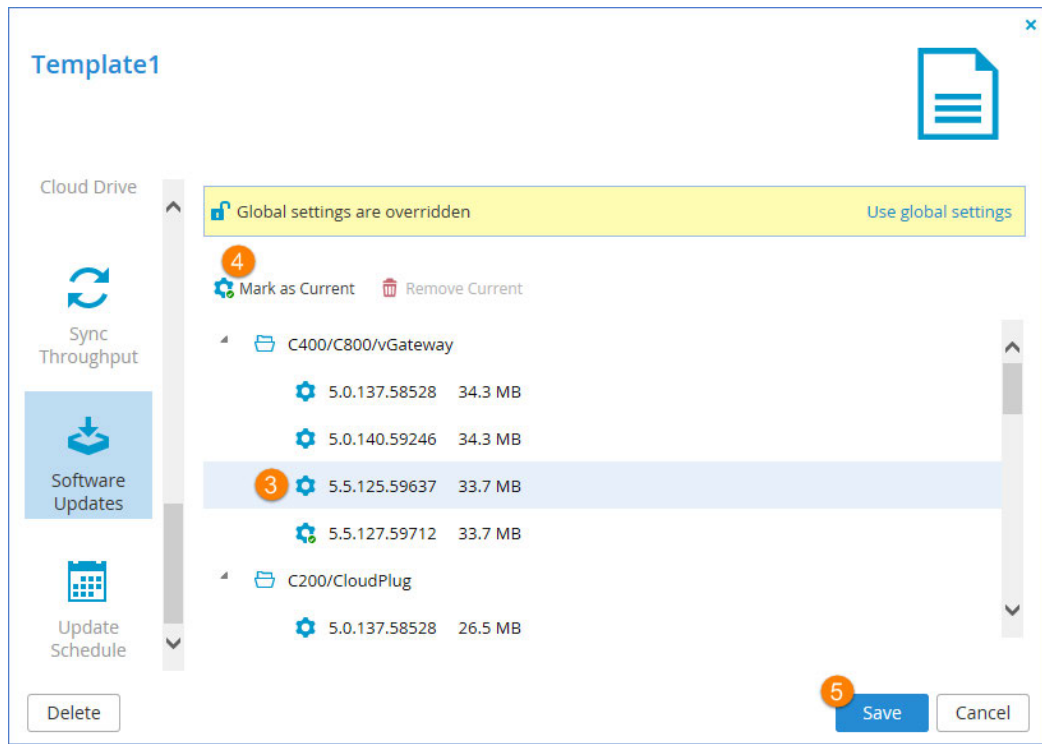 ×
Template1
Cloud Drive
Global settings are overridden Use global settings
4
Mark as Current Remove Current
Sync
Throughput
C400/C800/vGateway
5.0.137.58528 34.3 MB
5.0.140.59246 34.3 MB
Software
Updates
3 5.5.125.59637 33.7 MB
5.5.127.59712 33.7 MB
C200/CloudPlug
Update
Schedule
5.0.137.58528 26.5 MB
5
Delete Save Cancel